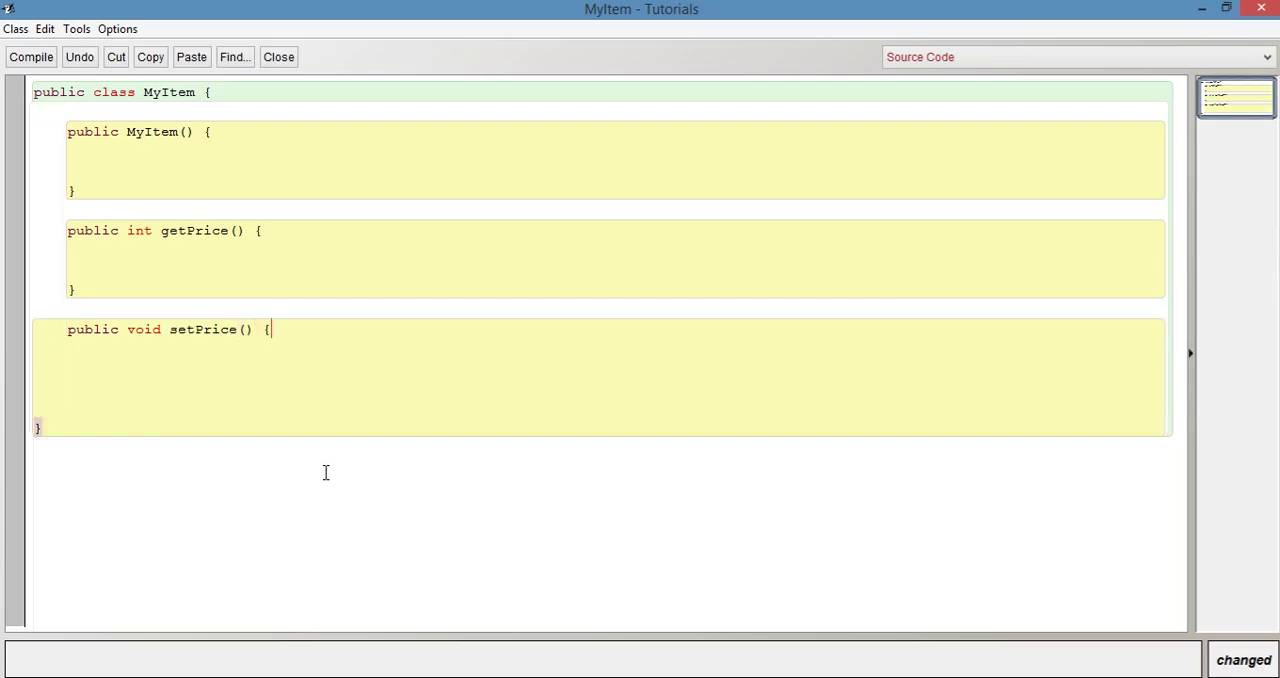 MyItem - Tutorials
Class Edit Tools Options
Compile Undo Cut Copy Paste Find... Close Source Code
public class MyItem {
public MyItem() {
}
public int getPrice() {
}
public void setPrice() {
}
changed